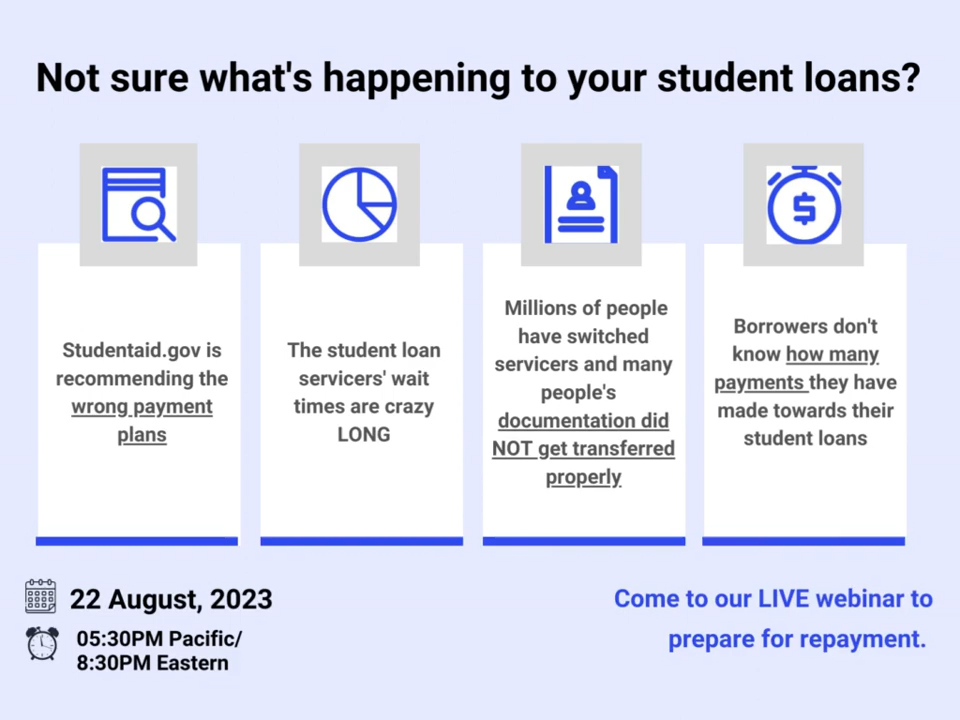 Not sure what's happening to your student loans?
Studentaid.gov is
recommending the
wrong payment
plans
The student loan
servicers' wait
times are crazy
LONG
Millions of people
have switched
servicers and many
people's
documentation did
NOT get transferred
properly
Borrowers don't
know how many
payments they have
made towards their
student loans
22 August, 2023
05:30PM Pacific/
8:30PM Eastern
Come to our LIVE webinar to
prepare for repayment.